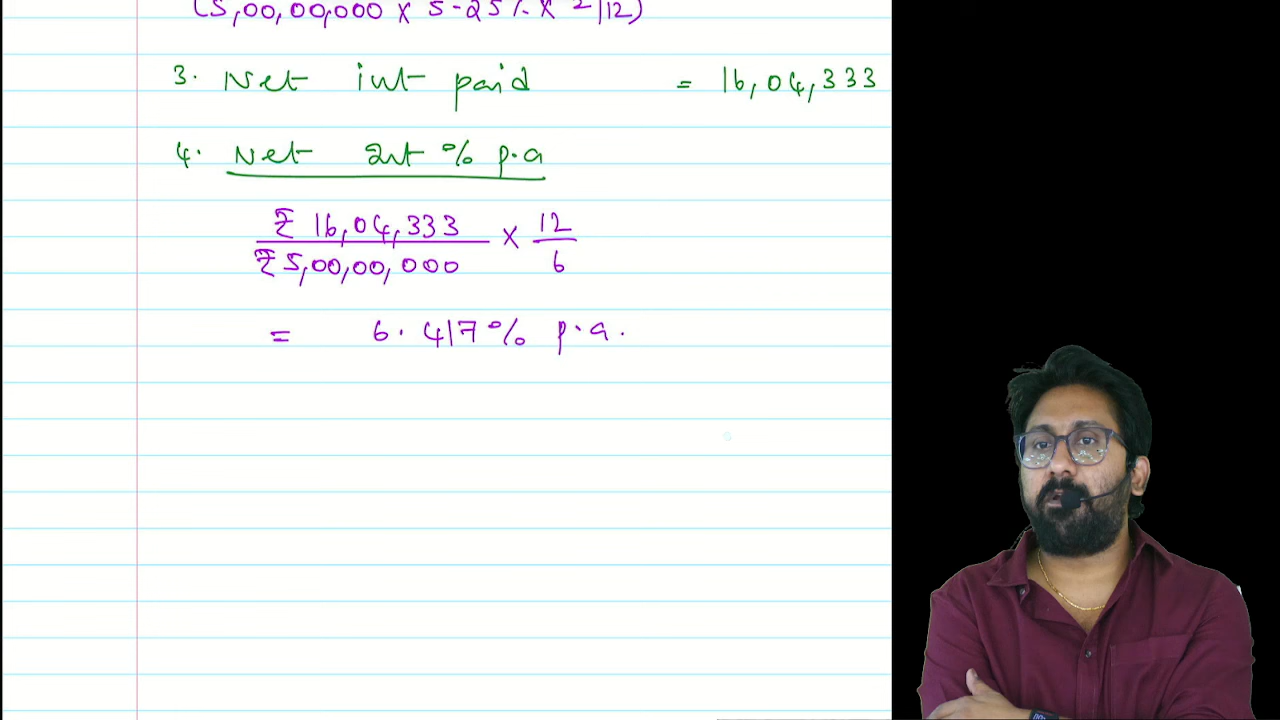 (5,00,00,000 x 5.25% x 2/12)
3. Net int paid = 16,04,333
4. Net Int % p.a
₹ 16,04,333 x 12
₹ 5,00,00,000 6
= 6.417% p.a.